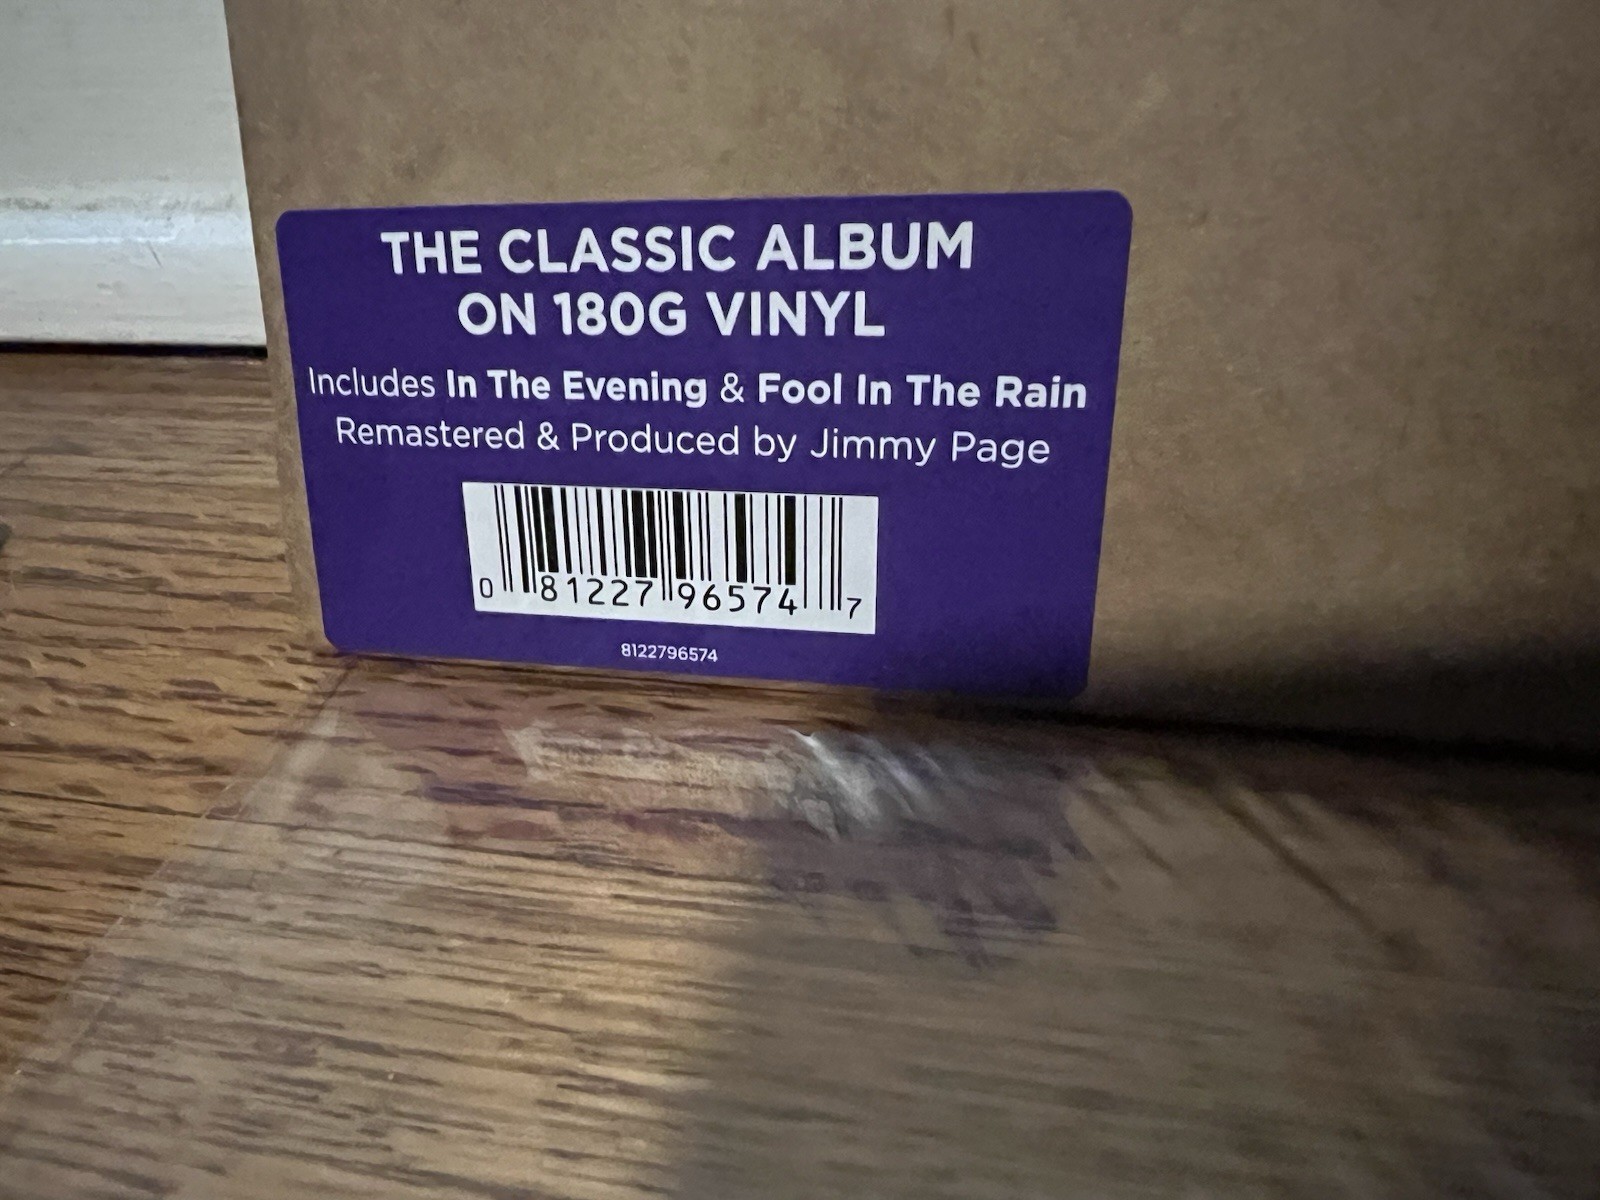 THE CLASSIC ALBUM
ON 180G VINYL
Includes In The Evening & Fool In The Rain
Remastered & Produced by Jimmy Page
0 81227 96574 7
8122796574